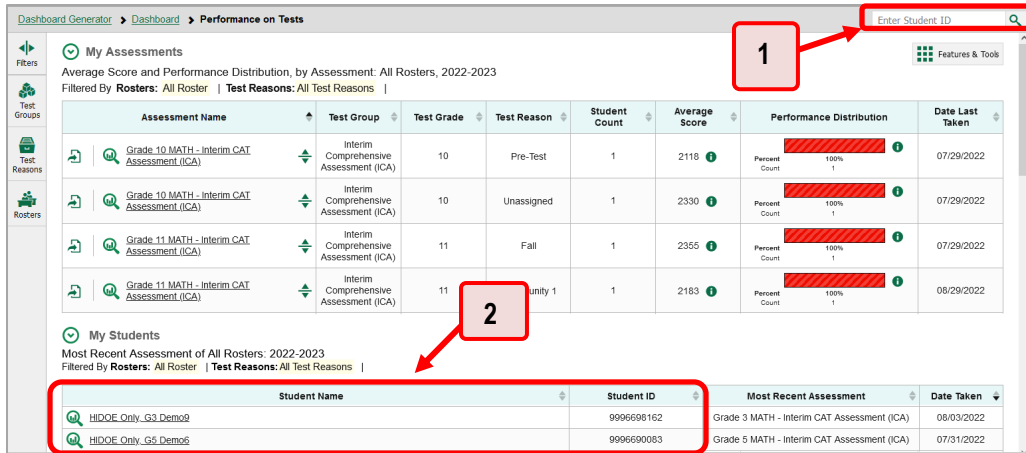 Dashboard Generator > Dashboard > Performance on Tests
Enter Student ID
1
Filters
Test
Groups
Test
Reasons
Rosters
My Assessments
Features & Tools
Average Score and Performance Distribution, by Assessment: All Rosters, 2022-2023
Filtered By Rosters: All Roster | Test Reasons: All Test Reasons |
Assessment Name Test Group Test Grade Test Reason Student Count Average Score Performance Distribution Date Last Taken
Grade 10 MATH - Interim CAT Assessment (ICA) Interim Comprehensive Assessment (ICA) 10 Pre-Test 1 2118 Percent 100% Count 1 07/29/2022
Grade 10 MATH - Interim CAT Assessment (ICA) Interim Comprehensive Assessment (ICA) 10 Unassigned 1 2330 Percent 100% Count 1 07/29/2022
Grade 11 MATH - Interim CAT Assessment (ICA) Interim Comprehensive Assessment (ICA) 11 Fall 1 2355 Percent 100% Count 1 07/29/2022
Grade 11 MATH - Interim CAT Assessment (ICA) Interim Comprehensive Assessment (ICA) 11 unity 1 1 2183 Percent 100% Count 1 08/29/2022
2
My Students
Most Recent Assessment of All Rosters: 2022-2023
Filtered By Rosters: All Roster | Test Reasons: All Test Reasons |
Student Name Student ID Most Recent Assessment Date Taken
HIDOE Only, G3 Demo9 9996698162 Grade 3 MATH - Interim CAT Assessment (ICA) 08/03/2022
HIDOE Only, G5 Demo6 9996690083 Grade 5 MATH - Interim CAT Assessment (ICA) 07/31/2022